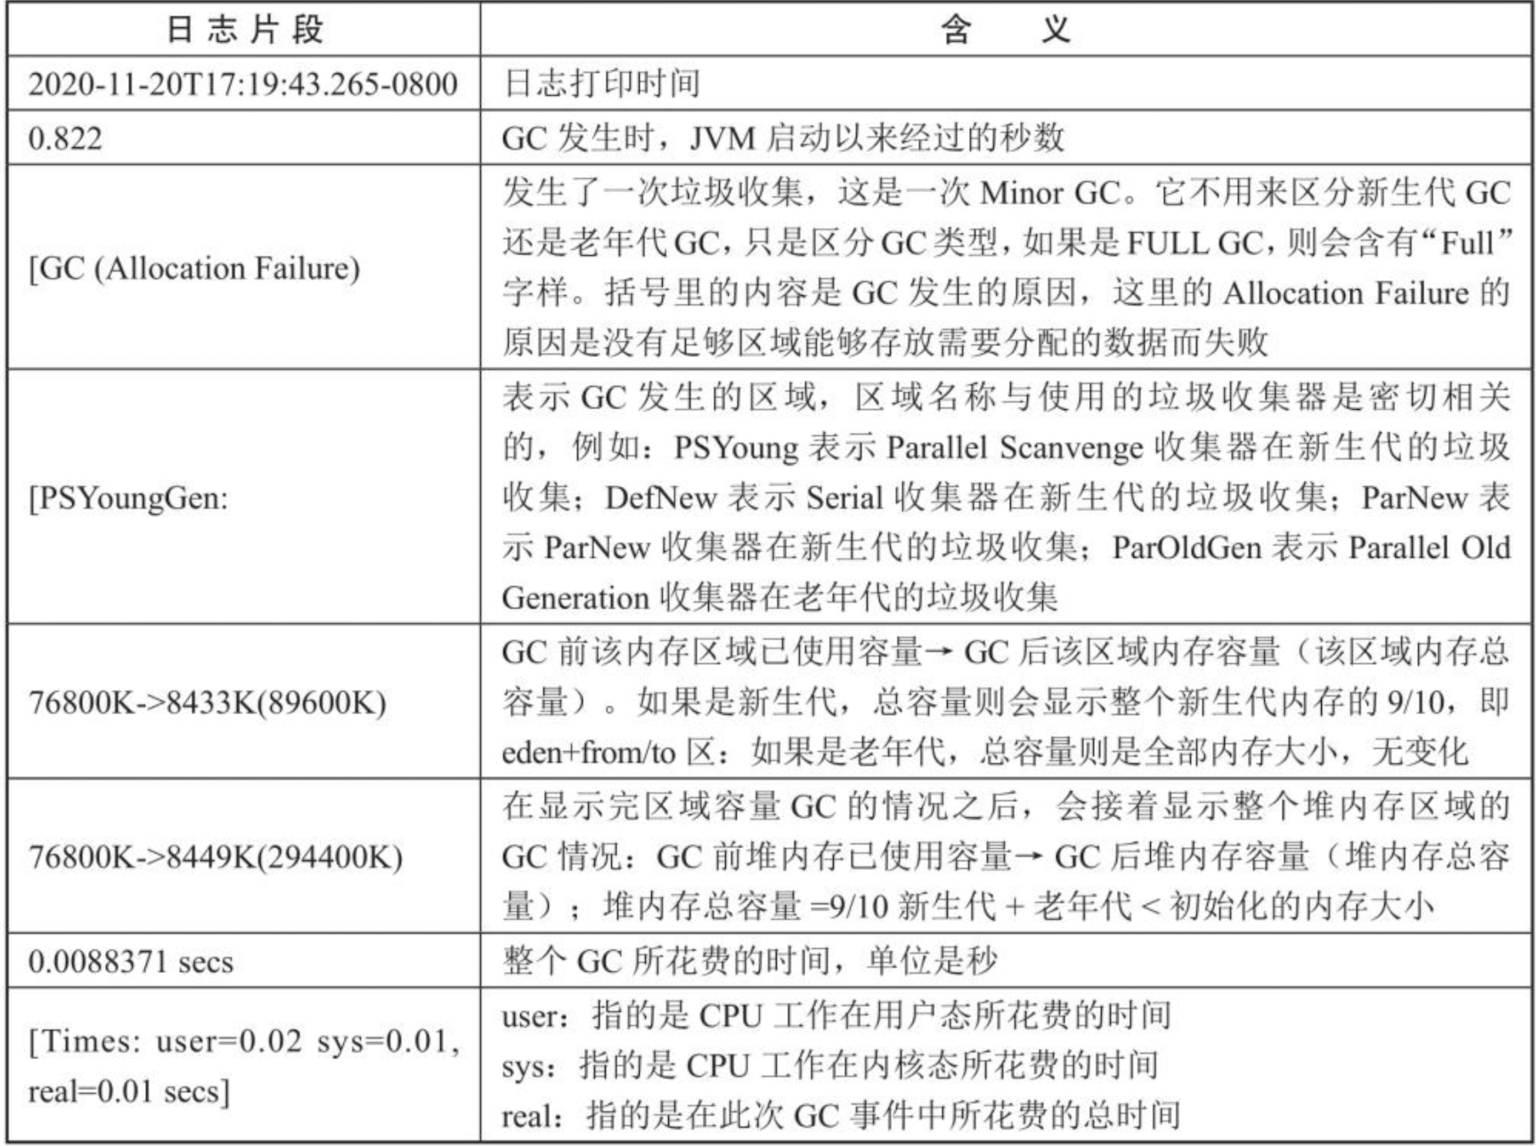 日志片段
含 义
2020-11-20T17:19:43.265-0800
日志打印时间
0.822
GC 发生时，JVM 启动以来经过的秒数
[GC (Allocation Failure)
发生了一次垃圾收集，这是一次 Minor GC。它不用来区分新生代 GC
还是老年代 GC，只是区分 GC 类型，如果是 FULL GC，则会含有“Full”
字样。括号里的内容是 GC 发生的原因，这里的 Allocation Failure 的
原因是没有足够区域能够存放需要分配的数据而失败
[PSYoungGen:
表示 GC 发生的区域，区域名称与使用的垃圾收集器是密切相关
的，例如：PSYoung 表示 Parallel Scanvenge 收集器在新生代的垃圾
收集；DefNew 表示 Serial 收集器在新生代的垃圾收集；ParNew 表
示 ParNew 收集器在新生代的垃圾收集；ParOldGen 表示 Parallel Old
Generation 收集器在老年代的垃圾收集
76800K->8433K(89600K)
GC 前该内存区域已使用容量→ GC 后该区域内存容量（该区域内存总
容量）。如果是新生代，总容量则会显示整个新生代内存的 9/10，即
eden+from/to 区：如果是老年代，总容量则是全部内存大小，无变化
76800K->8449K(294400K)
在显示完区域容量 GC 的情况之后，会接着显示整个堆内存区域的
GC 情况：GC 前堆内存已使用容量→ GC 后堆内存容量（堆内存总容
量）；堆内存总容量 =9/10 新生代 + 老年代 < 初始化的内存大小
0.0088371 secs
整个 GC 所花费的时间，单位是秒
[Times: user=0.02 sys=0.01,
real=0.01 secs]
user：指的是 CPU 工作在用户态所花费的时间
sys：指的是 CPU 工作在内核态所花费的时间
real：指的是在此次 GC 事件中所花费的总时间